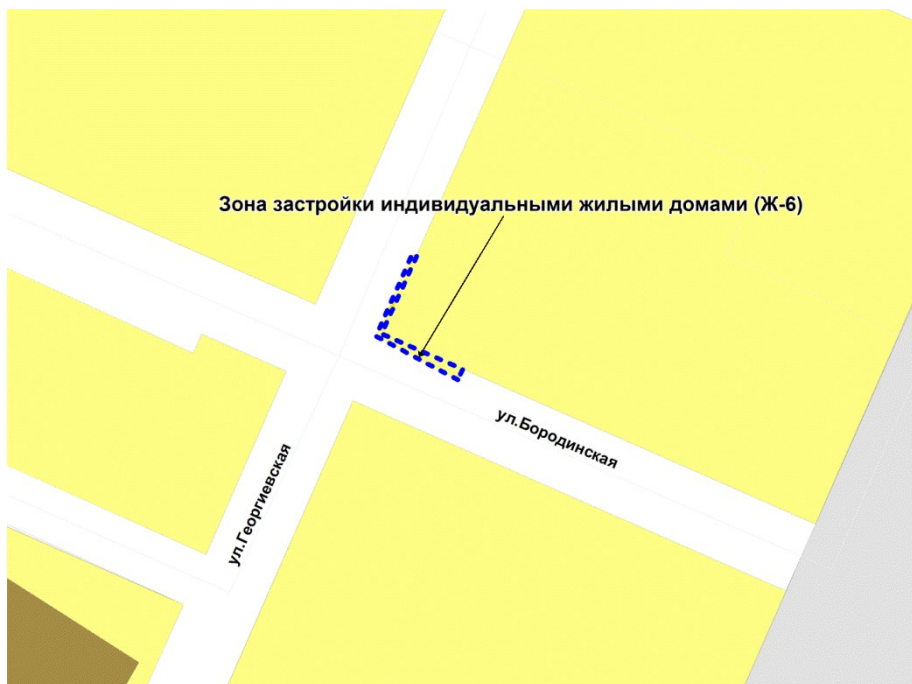 Зона застройки индивидуальными жилыми домами (Ж-6)
ул.Бородинская
ул.Георгиевская